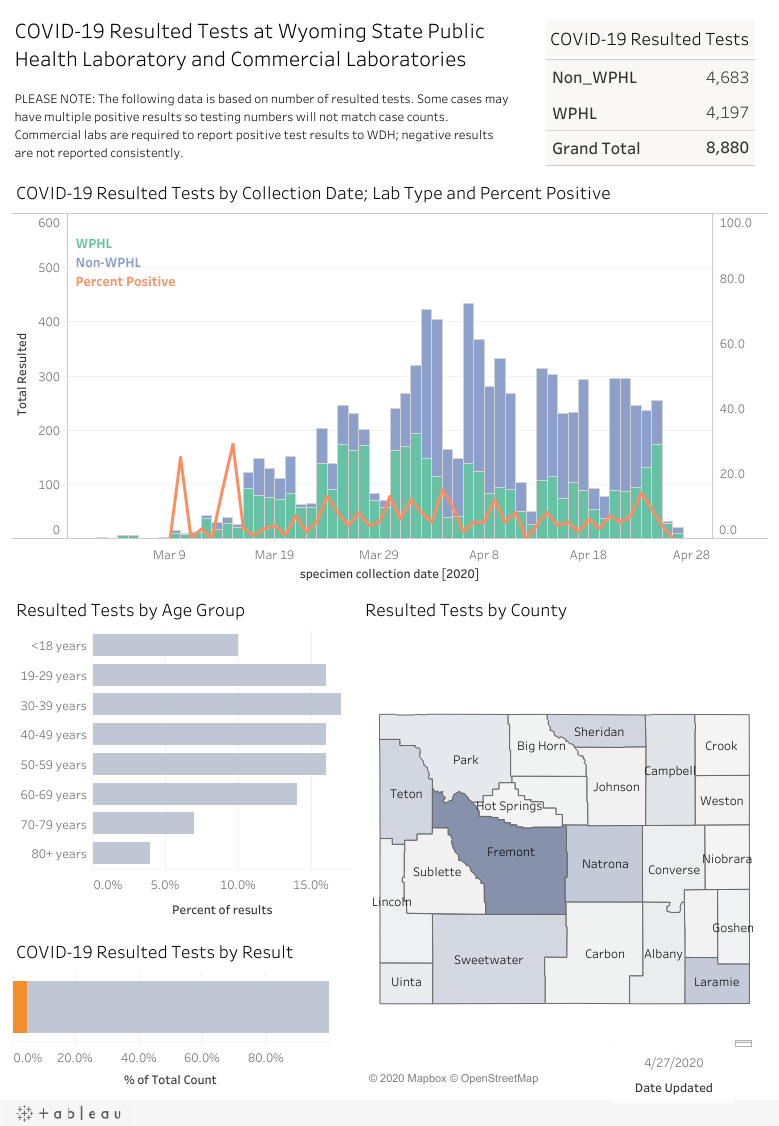 COVID-19 Resulted Tests at Wyoming State Public
Health Laboratory and Commercial Laboratories
PLEASE NOTE: The following data is based on number of resulted tests. Some cases may
have multiple positive results so testing numbers will not match case counts.
Commercial labs are required to report positive test results to WDH; negative results
are not reported consistently.
COVID-19 Resulted Tests
Non_WPHL 4,683
WPHL 4,197
Grand Total 8,880
COVID-19 Resulted Tests by Collection Date; Lab Type and Percent Positive
WPHL
Non-WPHL
Percent Positive
Total Resulted
600
500
400
300
200
100
0
100.0
80.0
60.0
40.0
20.0
0.0
Mar 9 Mar 19 Mar 29 Apr 8 Apr 18 Apr 28
specimen collection date [2020]
Resulted Tests by Age Group
<18 years
19-29 years
30-39 years
40-49 years
50-59 years
60-69 years
70-79 years
80+ years
0.0% 5.0% 10.0% 15.0%
Percent of results
COVID-19 Resulted Tests by Result
0.0% 20.0% 40.0% 60.0% 80.0%
% of Total Count
Resulted Tests by County
Sheridan
Big Horn
Crook
Park
Campbell
Johnson
Teton
Weston
Hot Springs
Fremont
Niobrara
Natrona
Converse
Sublette
Lincoln
Goshen
Carbon
Albany
Sweetwater
Uinta
Laramie
© 2020 Mapbox © OpenStreetMap
4/27/2020
Date Updated
+ableau